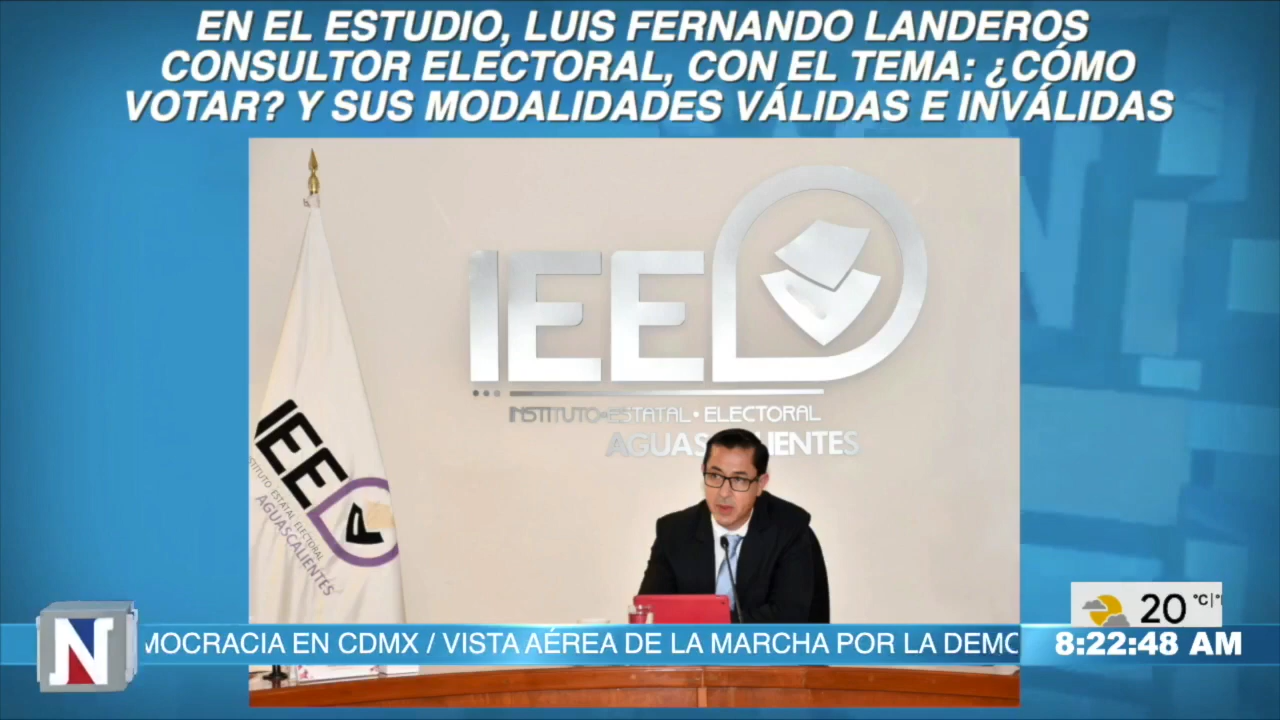 EN EL ESTUDIO, LUIS FERNANDO LANDEROS
CONSULTOR ELECTORAL, CON EL TEMA: ¿CÓMO
VOTAR? Y SUS MODALIDADES VÁLIDAS E INVÁLIDAS
IEE
INSTITUTO•ESTATAL•ELECTORAL
AGUASCALIENTES
IEE
INSTITUTO ESTATAL ELECTORAL
AGUASCALIENTES
20 °C|°
N
MOCRACIA EN CDMX / VISTA AÉREA DE LA MARCHA POR LA DEMO
8:22:48 AM